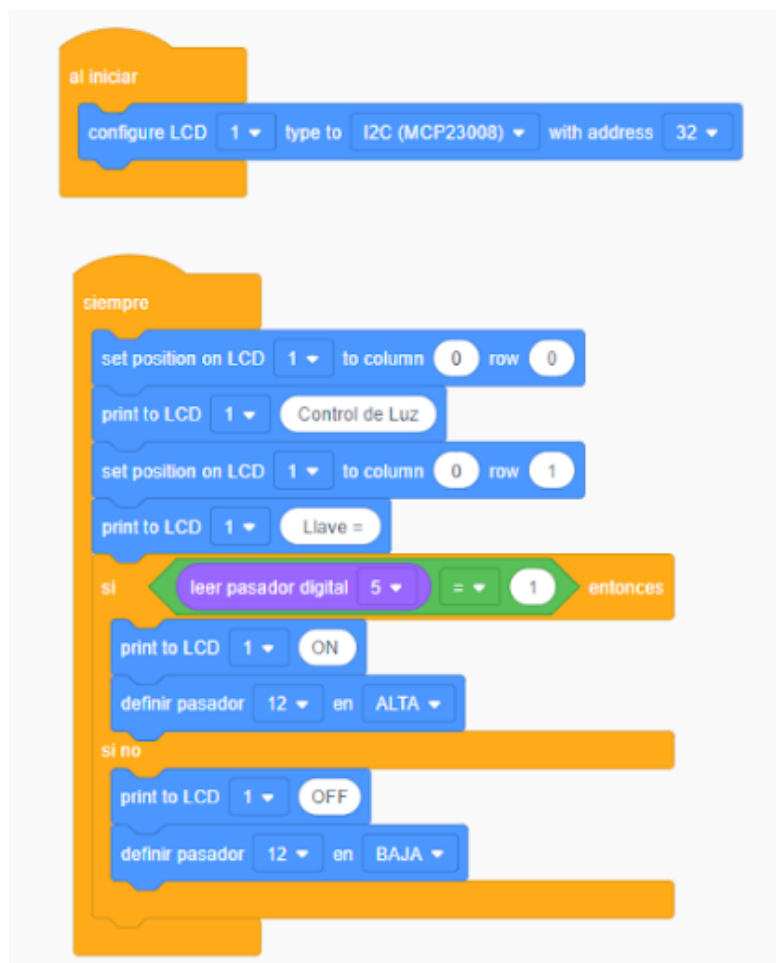 al iniciar
configure LCD 1 type to I2C (MCP23008) with address 32
siempre
set position on LCD 1 to column 0 row 0
print to LCD 1 Control de Luz
set position on LCD 1 to column 0 row 1
print to LCD 1 Llave =
si leer pasador digital 5 = 1 entonces
print to LCD 1 ON
definir pasador 12 en ALTA
si no
print to LCD 1 OFF
definir pasador 12 en BAJA